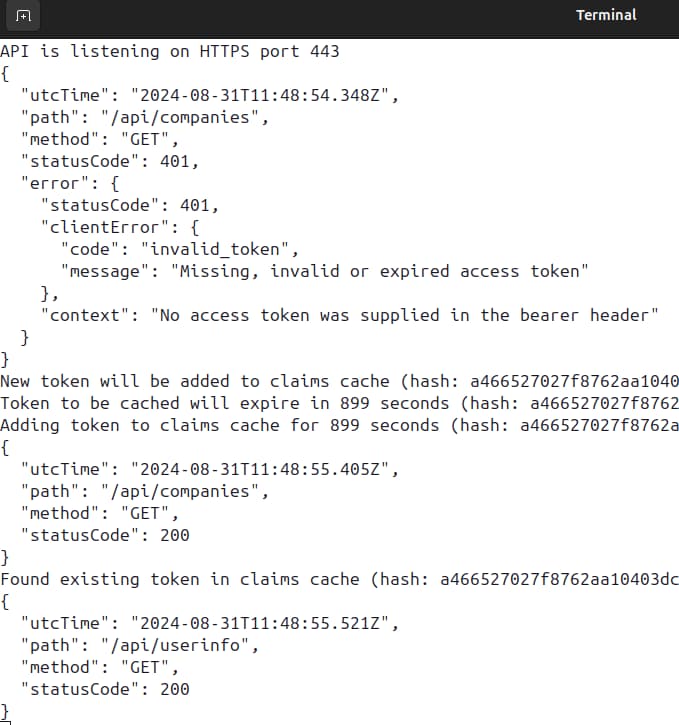 Terminal
API is listening on HTTPS port 443
{
  "utcTime": "2024-08-31T11:48:54.348Z",
  "path": "/api/companies",
  "method": "GET",
  "statusCode": 401,
  "error": {
    "statusCode": 401,
    "clientError": {
      "code": "invalid_token",
      "message": "Missing, invalid or expired access token"
    },
    "context": "No access token was supplied in the bearer header"
  }
}
New token will be added to claims cache (hash: a466527027f8762aa1040
Token to be cached will expire in 899 seconds (hash: a466527027f8762
Adding token to claims cache for 899 seconds (hash: a466527027f8762a
{
  "utcTime": "2024-08-31T11:48:55.405Z",
  "path": "/api/companies",
  "method": "GET",
  "statusCode": 200
}
Found existing token in claims cache (hash: a466527027f8762aa10403dc
{
  "utcTime": "2024-08-31T11:48:55.521Z",
  "path": "/api/userinfo",
  "method": "GET",
  "statusCode": 200
}